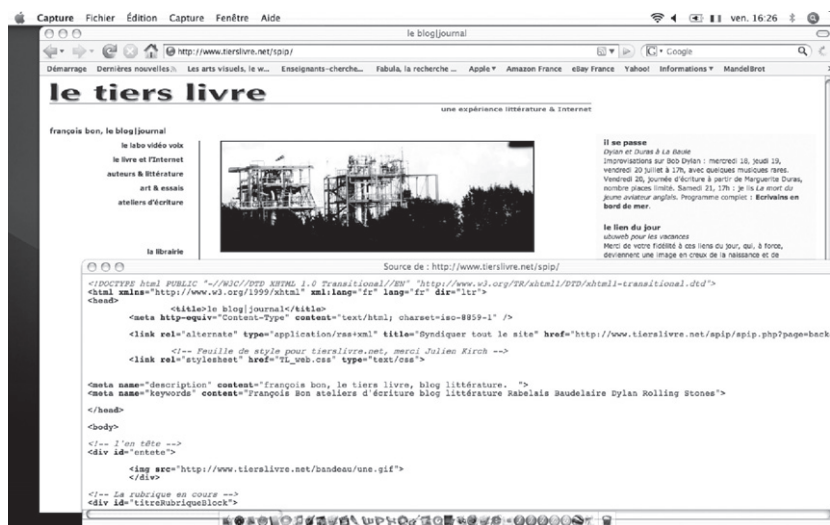 Capture Fichier Édition Capture Fenêtre Aide ven. 16:26
le blog|journal
http://www.tierslivre.net/spip/ Google
Démarrage Dernières nouvelles Les arts visuels, le w... Enseignants-cherche... Fabula, la recherche ... Apple Amazon France eBay France Yahoo! Informations MandelBrot
le tiers livre
une expérience littérature & Internet
françois bon, le blog|journal
le labo vidéo voix
le livre et l'Internet
auteurs & littérature
art & essais
ateliers d'écriture
la librairie
il se passe
Dylan et Duras à La Baule
Improvisations sur Bob Dylan : mercredi 18, jeudi 19,
vendredi 20 juillet à 17h, avec quelques musiques rares.
Vendredi 20, journée d'écriture à partir de Marguerite Duras,
nombre places limité. Samedi 21, 17h : je lis La mort du
jeune aviateur anglais. Programme complet : Ecrivains en
bord de mer.
le lien du jour
ubuweb pour les vacances
Merci de votre fidélité à ces liens du jour, qui, à force,
deviennent une image en creux de la naissance et de
Source de : http://www.tierslivre.net/spip/
<!DOCTYPE html PUBLIC "-//W3C//DTD XHTML 1.0 Transitional//EN" "http://www.w3.org/TR/xhtml1/DTD/xhtml1-transitional.dtd">
<html xmlns="http://www.w3.org/1999/xhtml" xml:lang="fr" lang="fr" dir="ltr">
<head>
<title>le blog|journal</title>
<meta http-equiv="Content-Type" content="text/html; charset=iso-8859-1" />
<link rel="alternate" type="application/rss+xml" title="Syndiquer tout le site" href="http://www.tierslivre.net/spip/spip.php?page=back
<!-- Feuille de style pour tierslivre.net, merci Julien Kirch -->
<link rel="stylesheet" href="TL_web.css" type="text/css">
<meta name="description" content="françois bon, le tiers livre, blog littérature. ">
<meta name="keywords" content="François Bon ateliers d'écriture blog littérature Rabelais Baudelaire Dylan Rolling Stones">
</head>
<body>
<!-- l'en tête -->
<div id="entete">
<img src="http://www.tierslivre.net/bandeau/une.gif">
</div>
<!-- La rubrique en cours -->
<div id="titreRubriqueBlock">